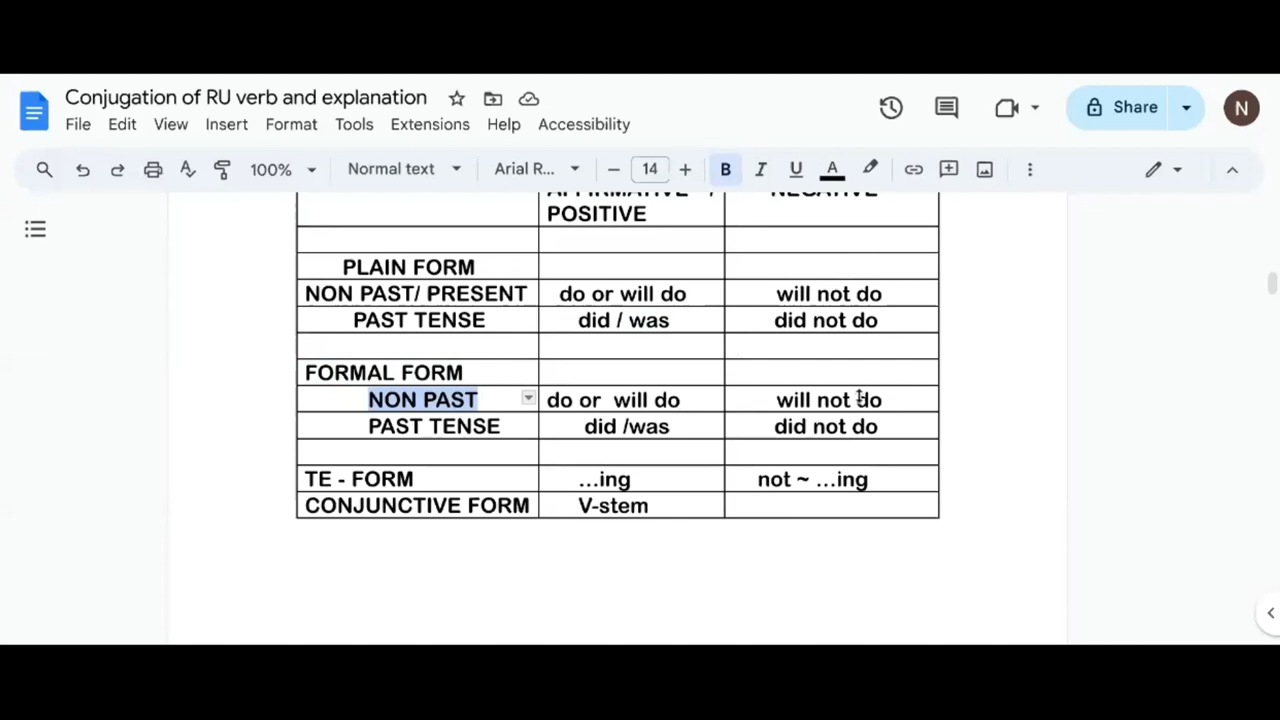 Conjugation of RU verb and explanation
File Edit View Insert Format Tools Extensions Help Accessibility
Share
N
100% Normal text Arial R... 14 B I U A
AFFIRMATIVE / NEGATIVE
POSITIVE
PLAIN FORM
NON PAST/ PRESENT do or will do will not do
PAST TENSE did / was did not do
FORMAL FORM
NON PAST do or will do will not do
PAST TENSE did /was did not do
TE - FORM ...ing not ~ ...ing
CONJUNCTIVE FORM V-stem